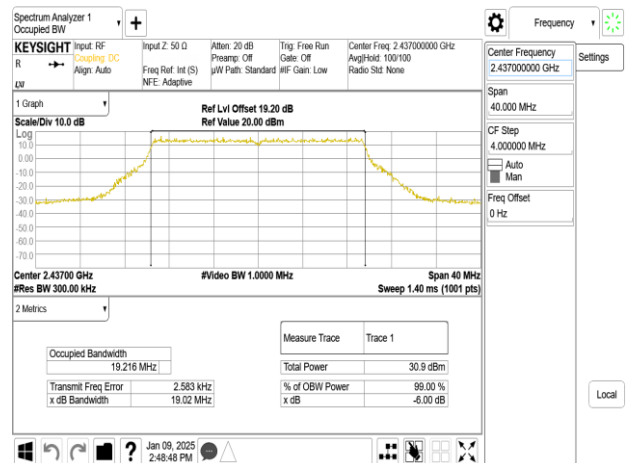 Spectrum Analyzer 1
Occupied BW
Frequency
KEYSIGHT
R
Input: RF
Coupling: DC
Align: Auto
Input Z: 50 Ω
Freq Ref: Int (S)
NFE: Adaptive
Atten: 20 dB
Preamp: Off
µW Path: Standard
Trig: Free Run
Gate: Off
#IF Gain: Low
Center Freq: 2.437000000 GHz
Avg|Hold: 100/100
Radio Std: None
Center Frequency
2.437000000 GHz
Settings
Span
40.000 MHz
CF Step
4.000000 MHz
Auto
Man
Freq Offset
0 Hz
Local
1 Graph
Scale/Div 10.0 dB
Ref Lvl Offset 19.20 dB
Ref Value 20.00 dBm
Log
10.0
0.00
-10.0
-20.0
-30.0
-40.0
-50.0
-60.0
-70.0
Center 2.43700 GHz
#Res BW 300.00 kHz
#Video BW 1.0000 MHz
Span 40 MHz
Sweep 1.40 ms (1001 pts)
2 Metrics
Measure Trace Trace 1
Occupied Bandwidth
19.216 MHz
Total Power 30.9 dBm
Transmit Freq Error 2.583 kHz
% of OBW Power 99.00 %
x dB Bandwidth 19.02 MHz
x dB -6.00 dB
?
Jan 09, 2025
2:48:48 PM